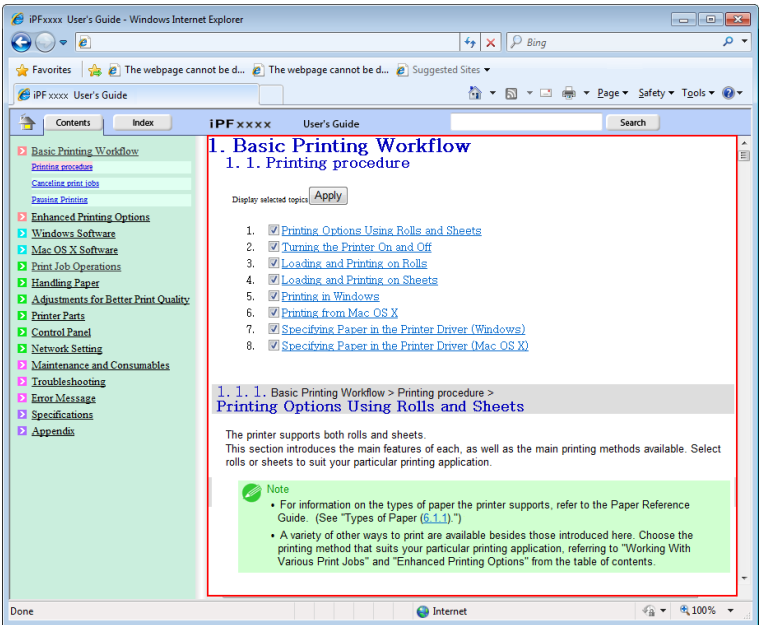 iPFxxxx User's Guide - Windows Internet Explorer
Bing
Favorites The webpage cannot be d... The webpage cannot be d... Suggested Sites
iPF xxxx User's Guide
Page Safety Tools
Contents Index iPFxxxx User's Guide Search
Basic Printing Workflow
Printing procedure
Canceling print jobs
Pausing Printing
Enhanced Printing Options
Windows Software
Mac OS X Software
Print Job Operations
Handling Paper
Adjustments for Better Print Quality
Printer Parts
Control Panel
Network Setting
Maintenance and Consumables
Troubleshooting
Error Message
Specifications
Appendix
1. Basic Printing Workflow
1. 1. Printing procedure
Display selected topics Apply
1. Printing Options Using Rolls and Sheets
2. Turning the Printer On and Off
3. Loading and Printing on Rolls
4. Loading and Printing on Sheets
5. Printing in Windows
6. Printing from Mac OS X
7. Specifying Paper in the Printer Driver (Windows)
8. Specifying Paper in the Printer Driver (Mac OS X)
1. 1. 1. Basic Printing Workflow > Printing procedure >
Printing Options Using Rolls and Sheets
The printer supports both rolls and sheets.
This section introduces the main features of each, as well as the main printing methods available. Select
rolls or sheets to suit your particular printing application.
Note
• For information on the types of paper the printer supports, refer to the Paper Reference
Guide. (See "Types of Paper (6.1.1).")
• A variety of other ways to print are available besides those introduced here. Choose the
printing method that suits your particular printing application, referring to "Working With
Various Print Jobs" and "Enhanced Printing Options" from the table of contents.
Done Internet 100%